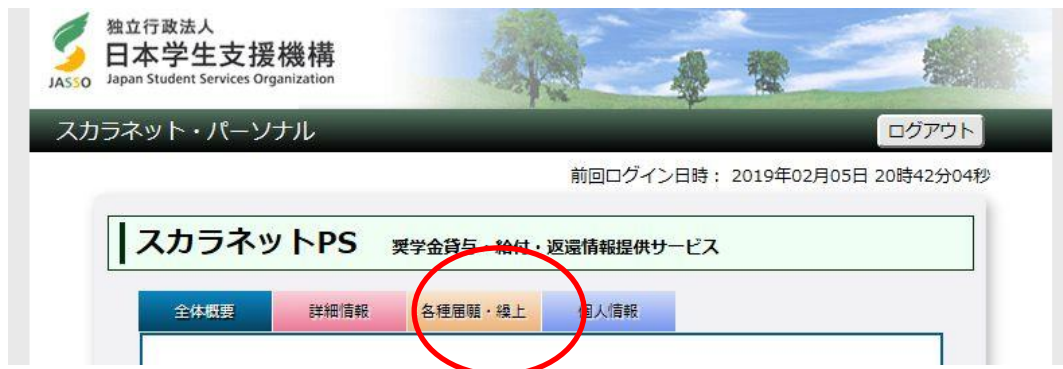 独立行政法人
日本学生支援機構
JASSO Japan Student Services Organization
スカラネット・パーソナル ログアウト
前回ログイン日時： 2019年02月05日 20時42分04秒
スカラネットPS 奨学金貸与・給付・返還情報提供サービス
全体概要 詳細情報 各種届願・繰上 個人情報